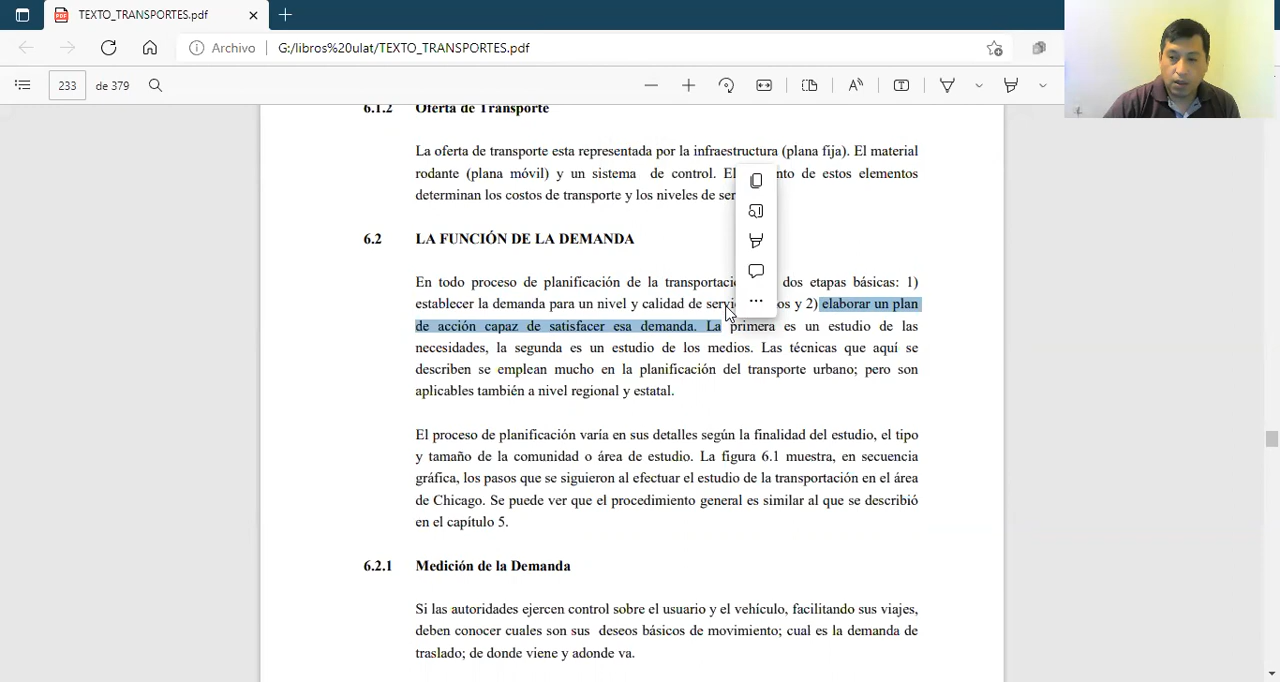 TEXTO_TRANSPORTES.pdf
Archivo G:/libros%20ulat/TEXTO_TRANSPORTES.pdf
233 de 379
6.1.2 Oferta de Transporte
La oferta de transporte esta representada por la infraestructura (plana fija). El material
rodante (plana móvil) y un sistema de control. de estos elementos
determinan los costos de transporte y los niveles de
6.2 LA FUNCIÓN DE LA DEMANDA
En todo proceso de planificación de la dos etapas básicas: 1)
establecer la demanda para un nivel y calidad de y 2) elaborar un plan
de acción capaz de satisfacer esa demanda. La primera es un estudio de las
necesidades, la segunda es un estudio de los medios. Las técnicas que aquí se
describen se emplean mucho en la planificación del transporte urbano; pero son
aplicables también a nivel regional y estatal.
El proceso de planificación varía en sus detalles según la finalidad del estudio, el tipo
y tamaño de la comunidad o área de estudio. La figura 6.1 muestra, en secuencia
gráfica, los pasos que se siguieron al efectuar el estudio de la transportación en el área
de Chicago. Se puede ver que el procedimiento general es similar al que se describió
en el capítulo 5.
6.2.1 Medición de la Demanda
Si las autoridades ejercen control sobre el usuario y el vehículo, facilitando sus viajes,
deben conocer cuales son sus deseos básicos de movimiento; cual es la demanda de
traslado; de donde viene y adonde va.